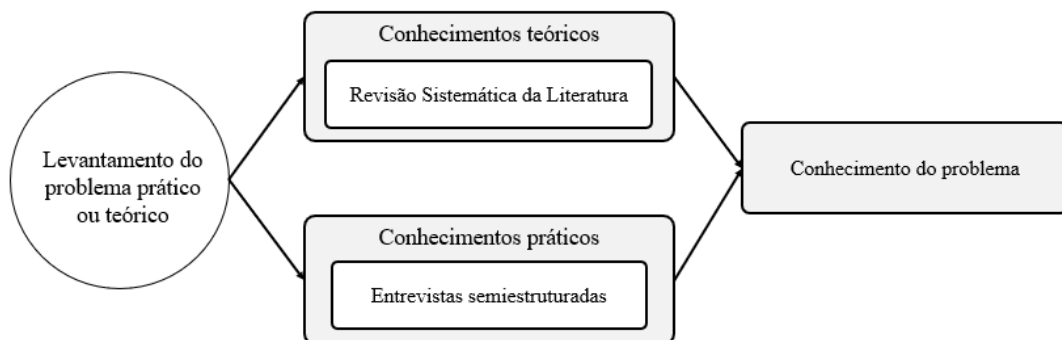 Levantamento do
problema prático
ou teórico
Conhecimentos teóricos
Revisão Sistemática da Literatura
Conhecimentos práticos
Entrevistas semiestruturadas
Conhecimento do problema